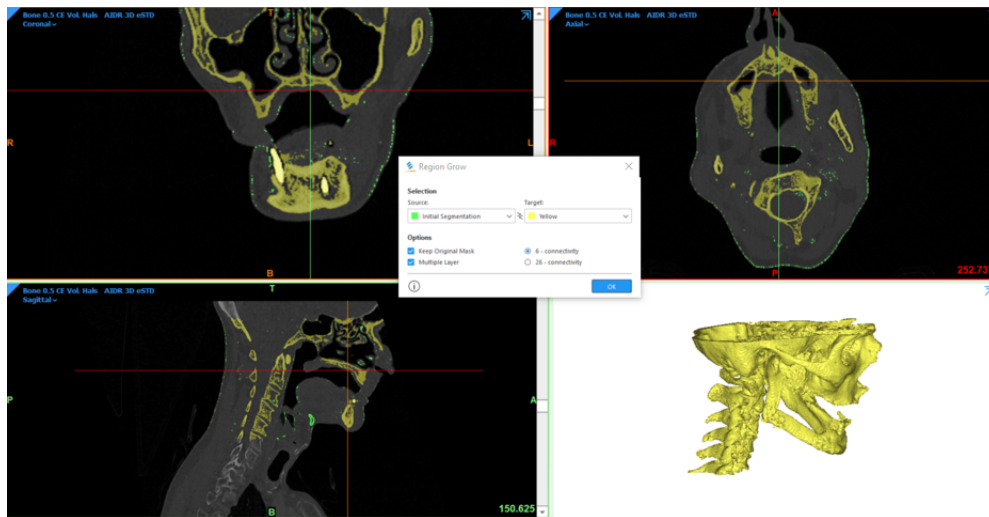 Bone 0.5 CE Vol. Hals AIDR 3D eSTD
Coronal
T
R
L
B
Bone 0.5 CE Vol. Hals AIDR 3D eSTD
Axial
A
R
P
252.73
Region Grow
Selection
Source:
Target:
Initial Segmentation
Yellow
Options
Keep Original Mask
6 - connectivity
Multiple Layer
26 - connectivity
OK
Bone 0.5 CE Vol. Hals AIDR 3D eSTD
Sagittal
T
P
A
B
150.625